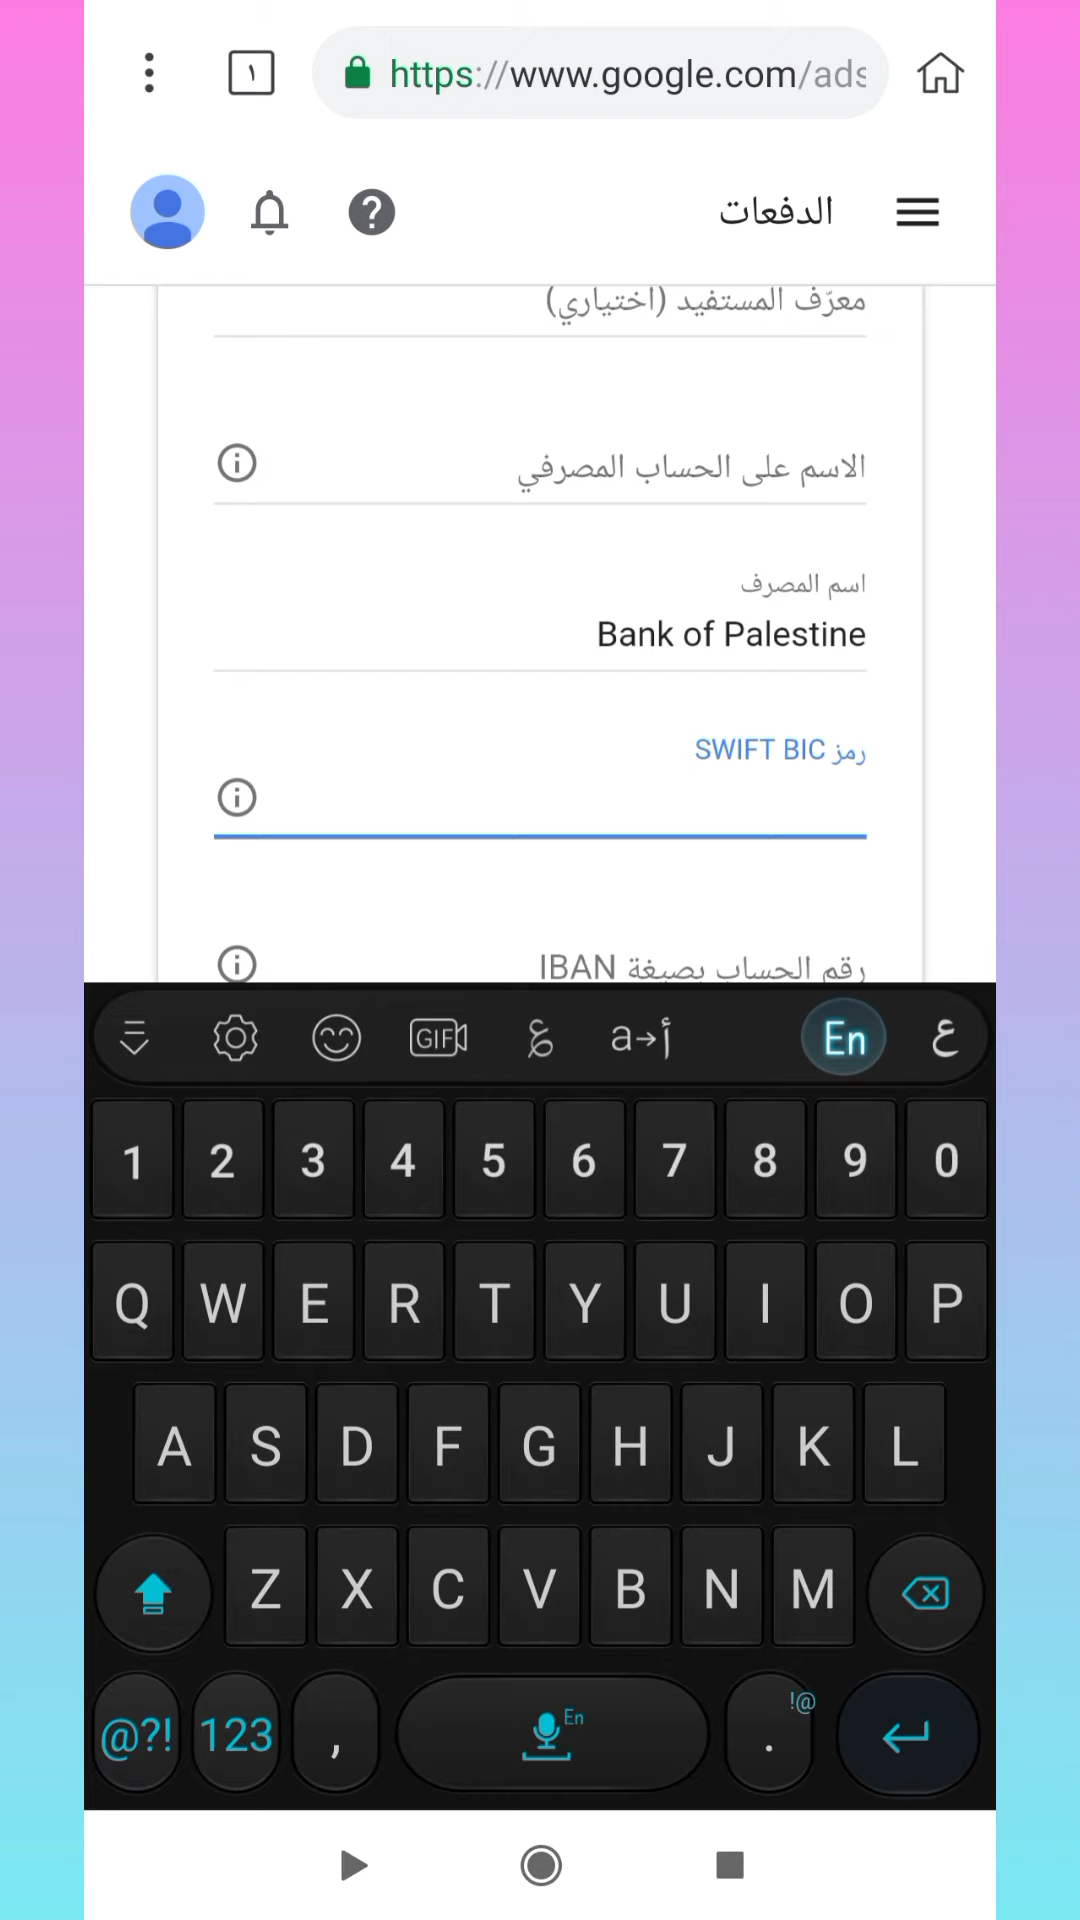 ١
https://www.google.com/ads
الدفعات
معرّف المستفيد (اختياري)
الاسم على الحساب المصرفي
اسم المصرف
Bank of Palestine
رمز SWIFT BIC
رقم الحساب بصيغة IBAN
GIF
a→أ
En
ع
1 2 3 4 5 6 7 8 9 0
Q W E R T Y U I O P
A S D F G H J K L
Z X C V B N M
@?! 123 , En . !@